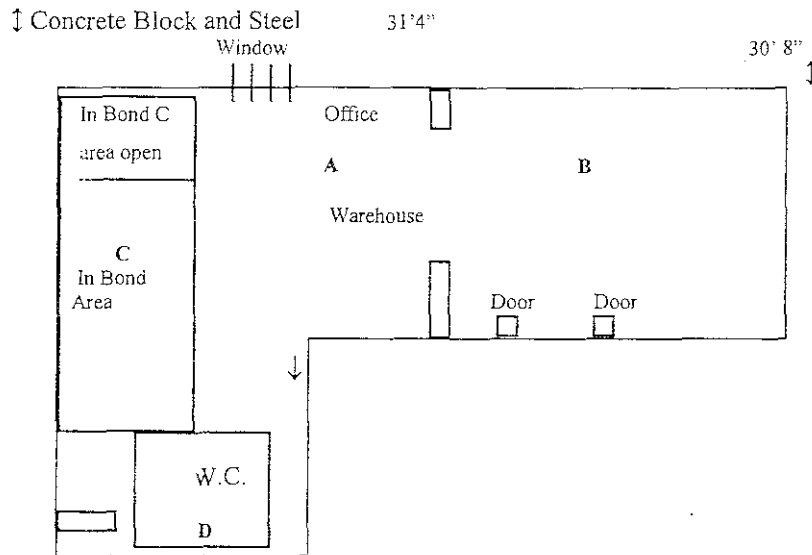 ↕ Concrete Block and Steel 31'4"
Window 30' 8" ↕
In Bond C Office
area open A B
Warehouse
C
In Bond
Area Door Door
↓
W.C.
D